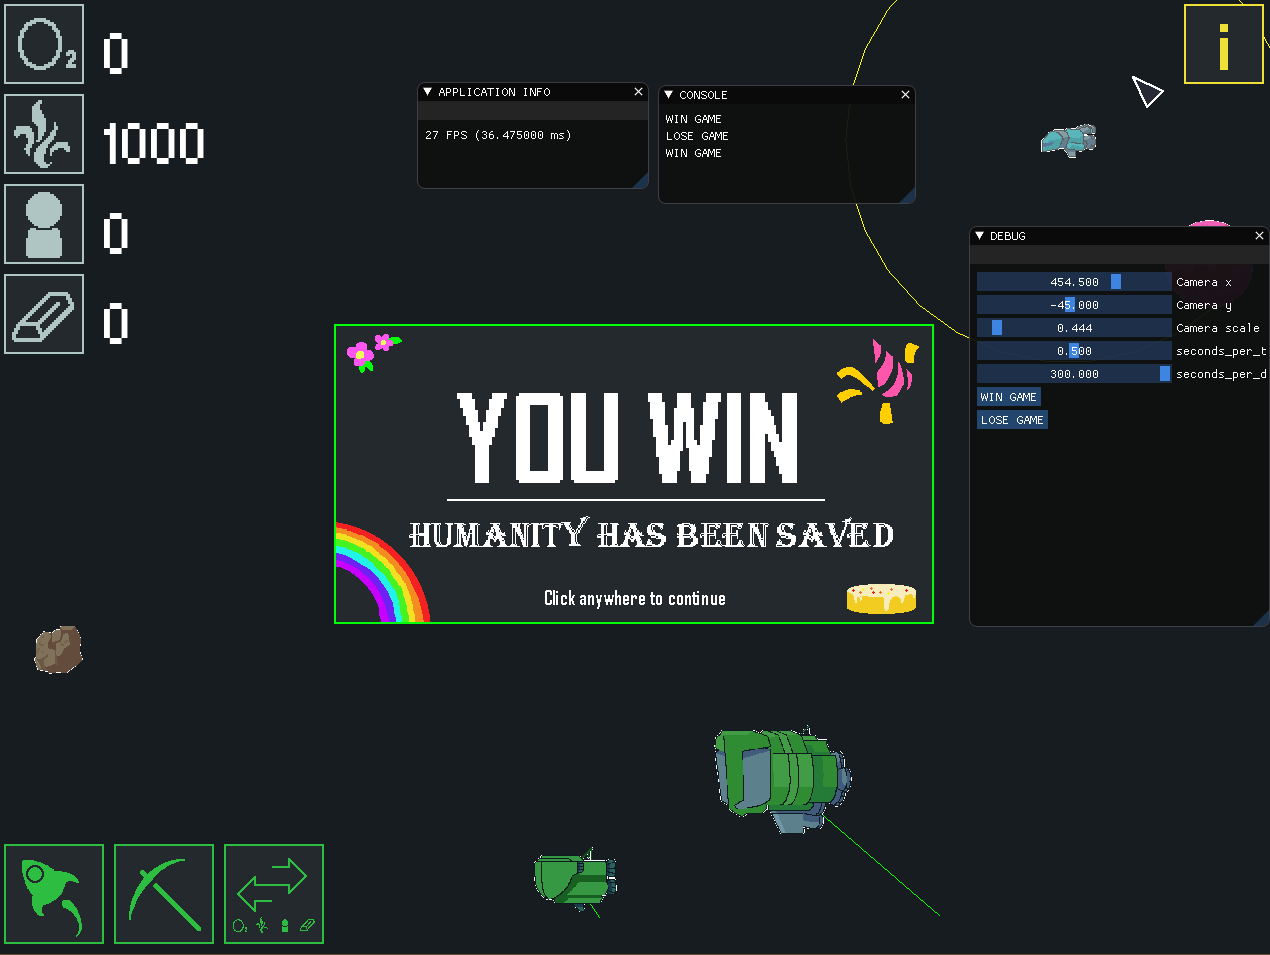 O2 0
1000
0
0
APPLICATION INFO
27 FPS (36.475000 ms)
CONSOLE
WIN GAME
LOSE GAME
WIN GAME
i
DEBUG
454.500 Camera x
-45.000 Camera y
0.444 Camera scale
0.500 seconds_per_t
300.000 seconds_per_d
WIN GAME
LOSE GAME
YOU WIN
HUMANITY HAS BEEN SAVED
Click anywhere to continue
O2